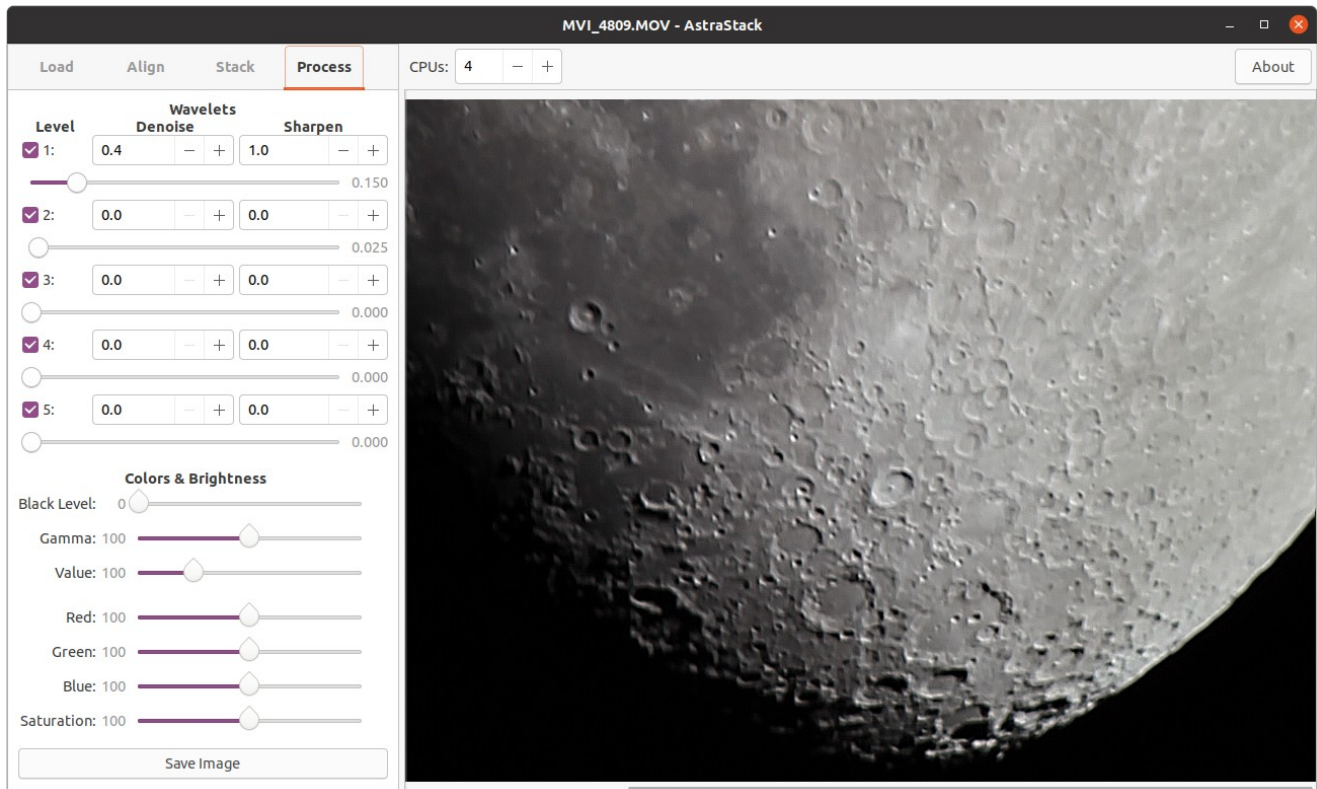 MVI_4809.MOV - AstraStack
Load Align Stack Process CPUs: 4 About
Wavelets
Level Denoise Sharpen
1: 0.4 1.0
0.150
2: 0.0 0.0
0.025
3: 0.0 0.0
0.000
4: 0.0 0.0
0.000
5: 0.0 0.0
0.000
Colors & Brightness
Black Level: 0
Gamma: 100
Value: 100
Red: 100
Green: 100
Blue: 100
Saturation: 100
Save Image